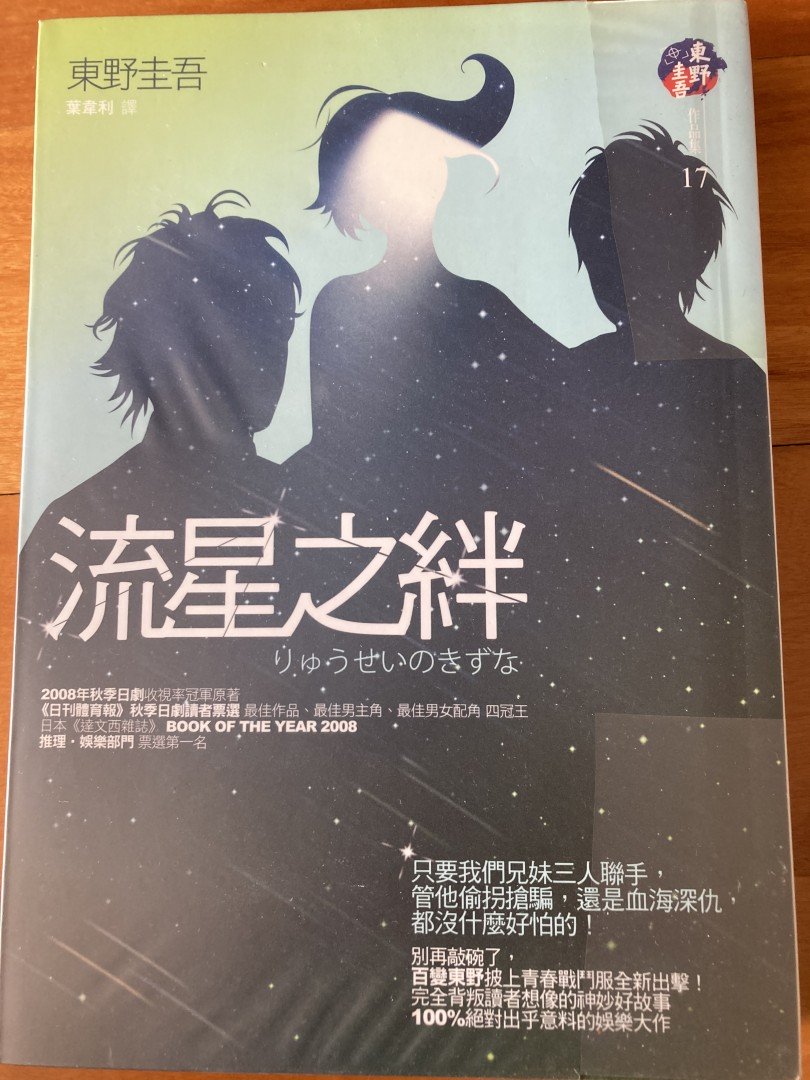 東野圭吾
葉韋利 譯
東野圭吾
作品集
17
流星之絆
りゅうせいのきずな
2008年秋季日劇收視率冠軍原著
《日刊體育報》秋季日劇讀者票選 最佳作品、最佳男主角、最佳男女配角 四冠王
日本《達文西雜誌》 BOOK OF THE YEAR 2008
推理・娛樂部門 票選第一名
只要我們兄妹三人聯手，
管他偷拐搶騙，還是血海深仇，
都沒什麼好怕的！
別再敲碗了，
百變東野披上青春戰鬥服全新出擊！
完全背叛讀者想像的神妙好故事
100%絕對出乎意料的娛樂大作